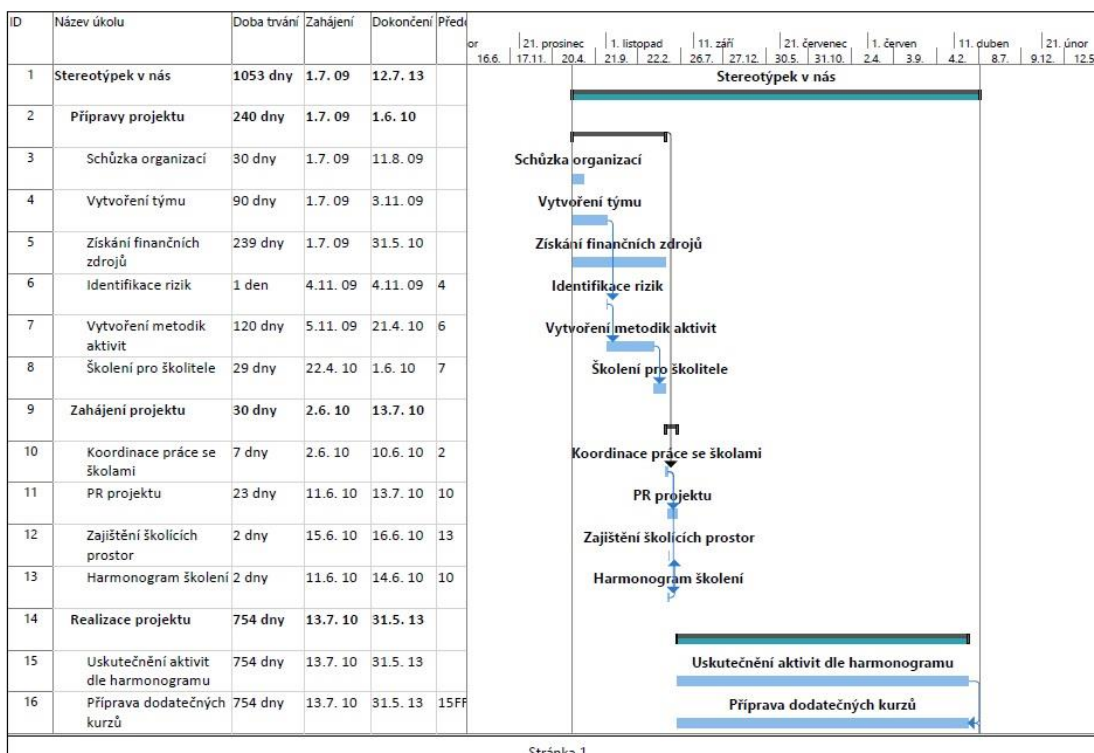 ID Název úkolu Doba trvání Zahájení Dokončení Předc
or 21. prosinec 1. listopad 11. září 21. červenec 1. červen 11. duben 21. únor
16.6. 17.11. 20.4. 21.9. 22.2. 26.7. 27.12. 30.5. 31.10. 2.4. 3.9. 4.2. 8.7. 9.12. 12.5
1 Stereotýpek v nás 1053 dny 1.7. 09 12.7. 13 Stereotýpek v nás
2 Přípravy projektu 240 dny 1.7. 09 1.6. 10
3 Schůzka organizací 30 dny 1.7. 09 11.8. 09 Schůzka organizací
4 Vytvoření týmu 90 dny 1.7. 09 3.11. 09 Vytvoření týmu
5 Získání finančních 239 dny 1.7. 09 31.5. 10 Získání finančních zdrojů
zdrojů
6 Identifikace rizik 1 den 4.11. 09 4.11. 09 4 Identifikace rizik
7 Vytvoření metodik 120 dny 5.11. 09 21.4. 10 6 Vytvoření metodik aktivit
aktivit
8 Školení pro školitele 29 dny 22.4. 10 1.6. 10 7 Školení pro školitele
9 Zahájení projektu 30 dny 2.6. 10 13.7. 10
10 Koordinace práce se 7 dny 2.6. 10 10.6. 10 2 Koordinace práce se školami
školami
11 PR projektu 23 dny 11.6. 10 13.7. 10 10 PR projektu
12 Zajištění školících 2 dny 15.6. 10 16.6. 10 13 Zajištění školících prostor
prostor
13 Harmonogram školení 2 dny 11.6. 10 14.6. 10 10 Harmonogram školení
14 Realizace projektu 754 dny 13.7. 10 31.5. 13
15 Uskutečnění aktivit 754 dny 13.7. 10 31.5. 13 Uskutečnění aktivit dle harmonogramu
dle harmonogramu
16 Příprava dodatečných 754 dny 13.7. 10 31.5. 13 15FF Příprava dodatečných kurzů
kurzů
Stránka 1